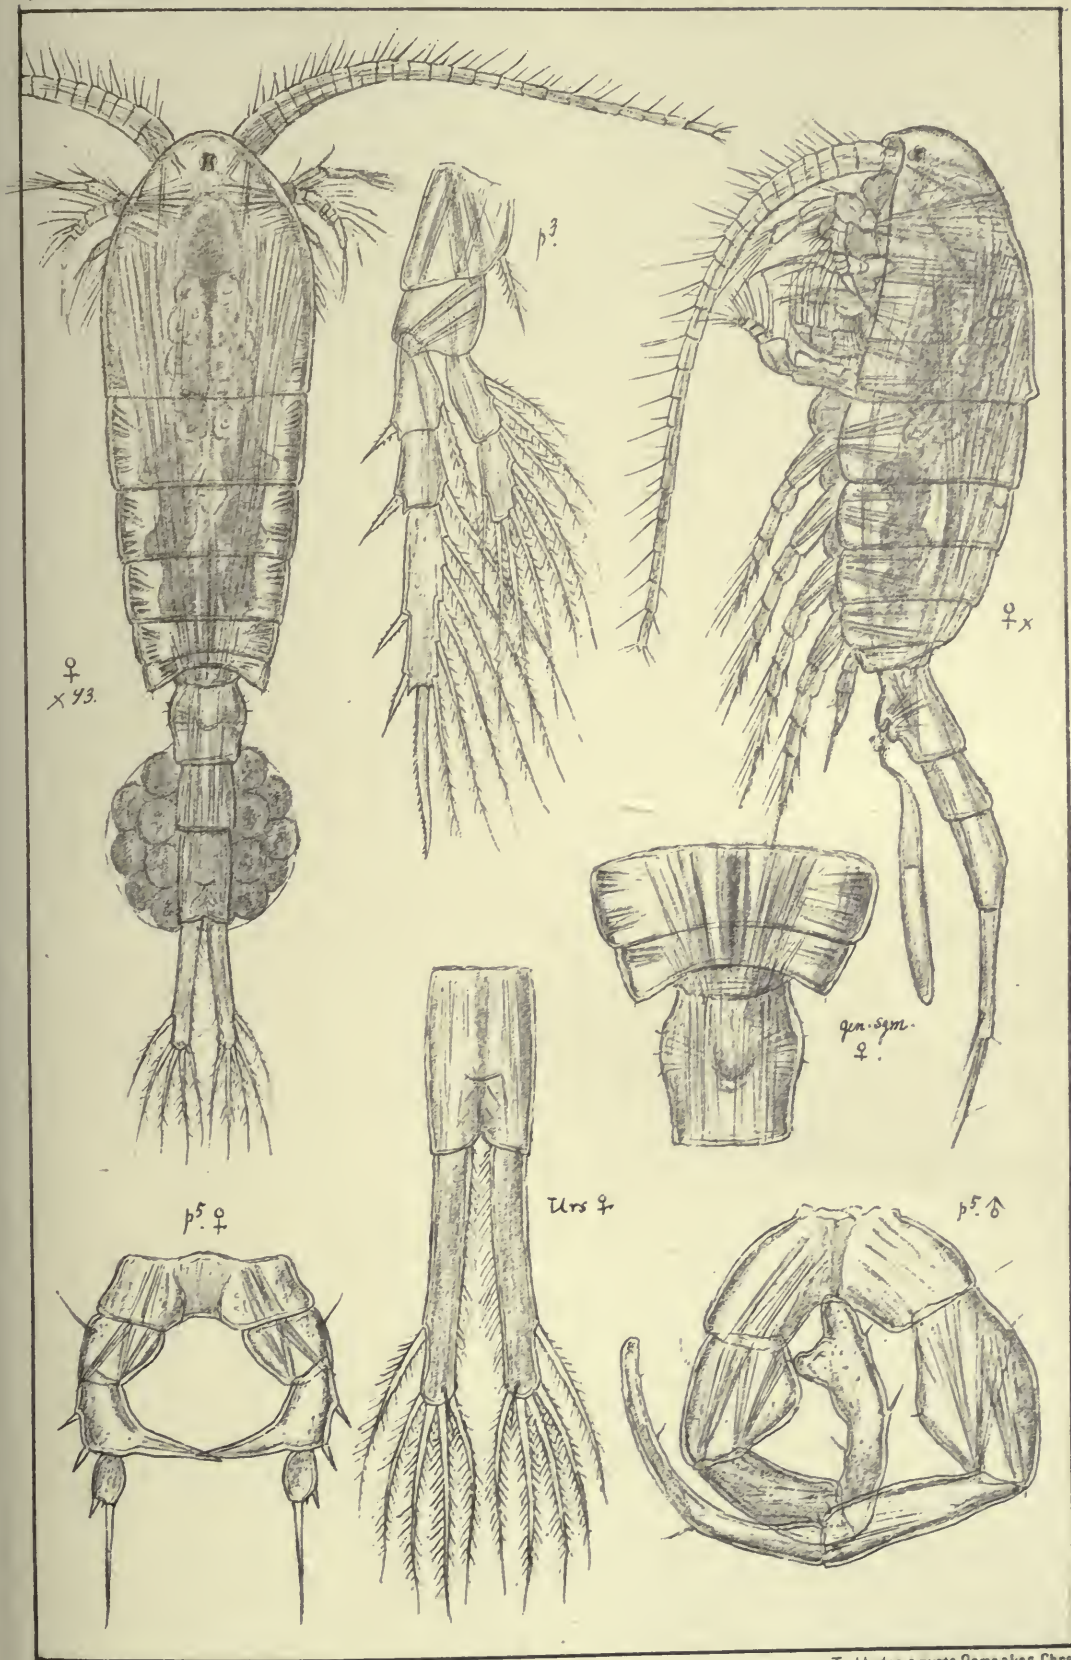 p³.
♀
× 43.
♀ ×
gen. sgm.
♀.
Urs ♀
p⁵. ♀
p⁵. ♂